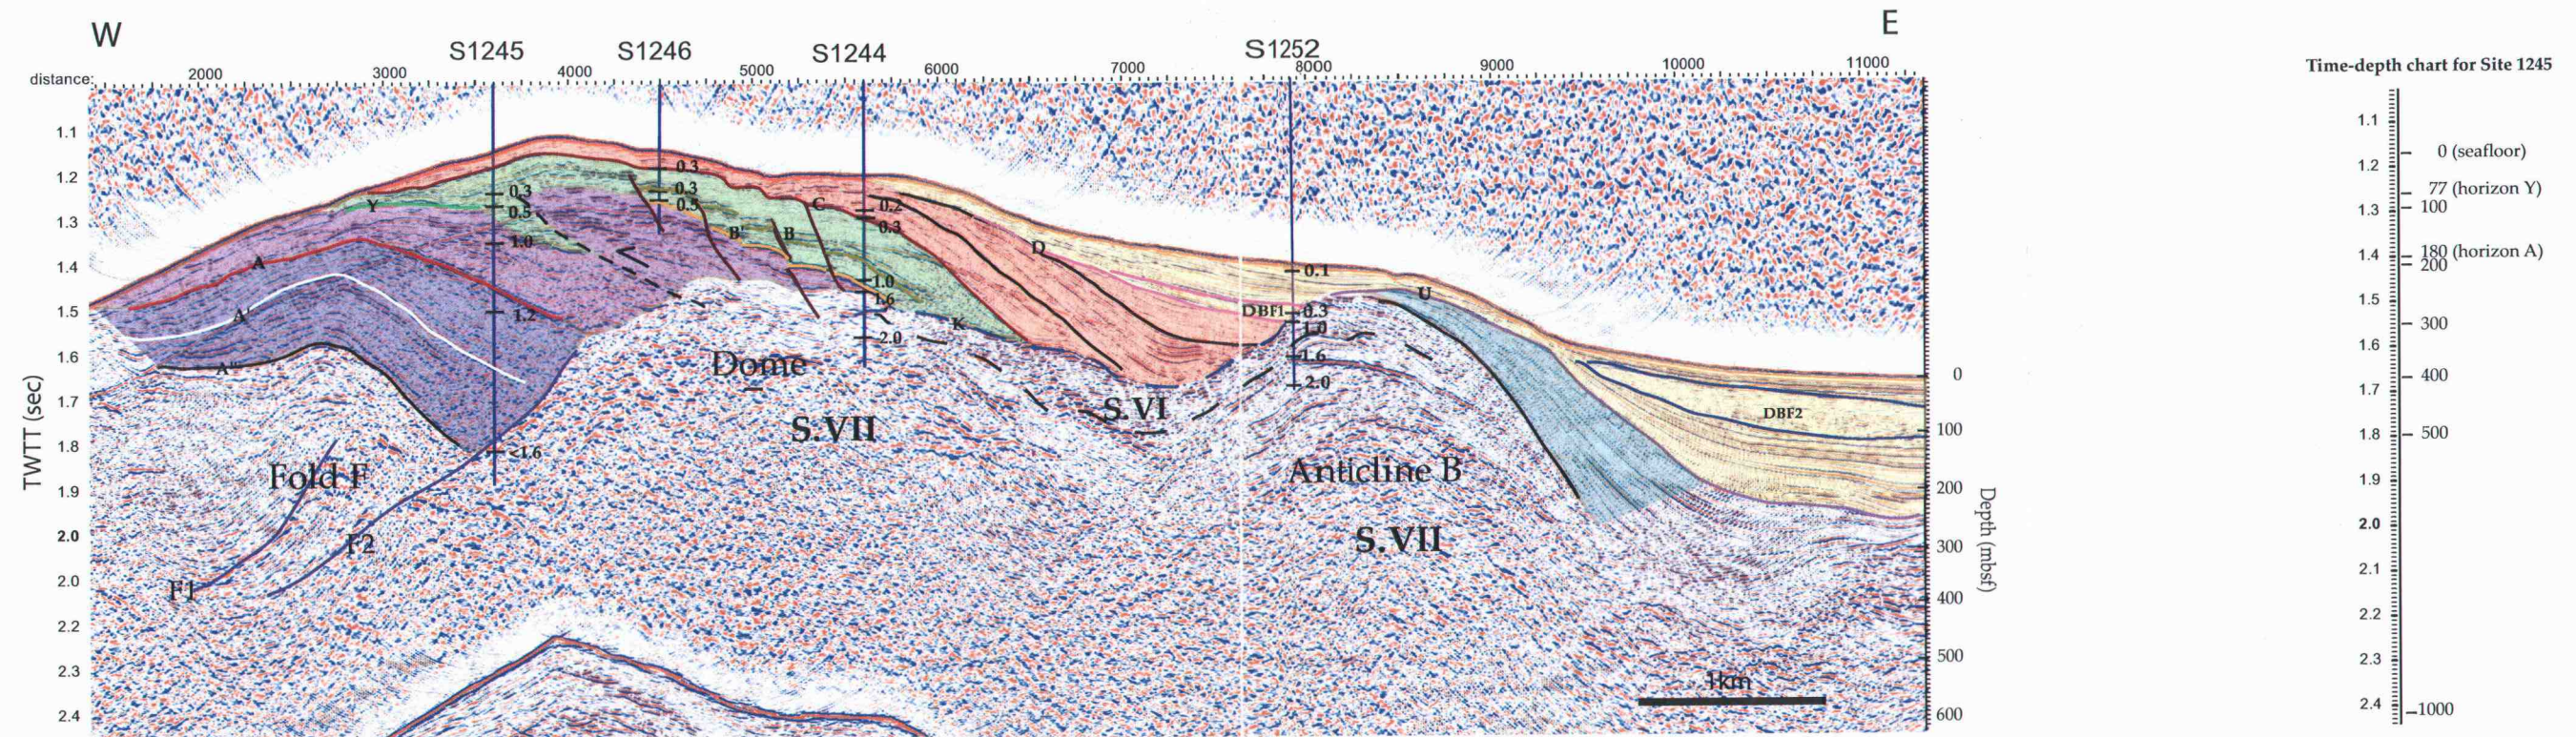 W
E
S1245
S1246
S1244
S1252
distance:
2000
3000
4000
5000
6000
7000
8000
9000
10000
11000
TWTT (sec)
1.1
1.2
1.3
1.4
1.5
1.6
1.7
1.8
1.9
2.0
2.0
2.2
2.3
2.4
Y
A
A'
A"
0.3
0.5
1.0
1.2
<1.6
0.3
0.3
0.5
B'
B
C
0.2
0.3
1.0
1.6
2.0
K
D
DBF1
0.1
0.3
1.0
1.6
2.0
U
DBF2
Dome
S.VII
S.VI
Anticline B
S.VII
Fold F
F1
F2
1km
0
100
200
300
400
500
600
Depth (mbsf)
Time-depth chart for Site 1245
1.1
1.2
1.3
1.4
1.5
1.6
1.7
1.8
1.9
2.0
2.1
2.2
2.3
2.4
0 (seafloor)
77 (horizon Y)
100
180 (horizon A)
200
300
400
500
1000